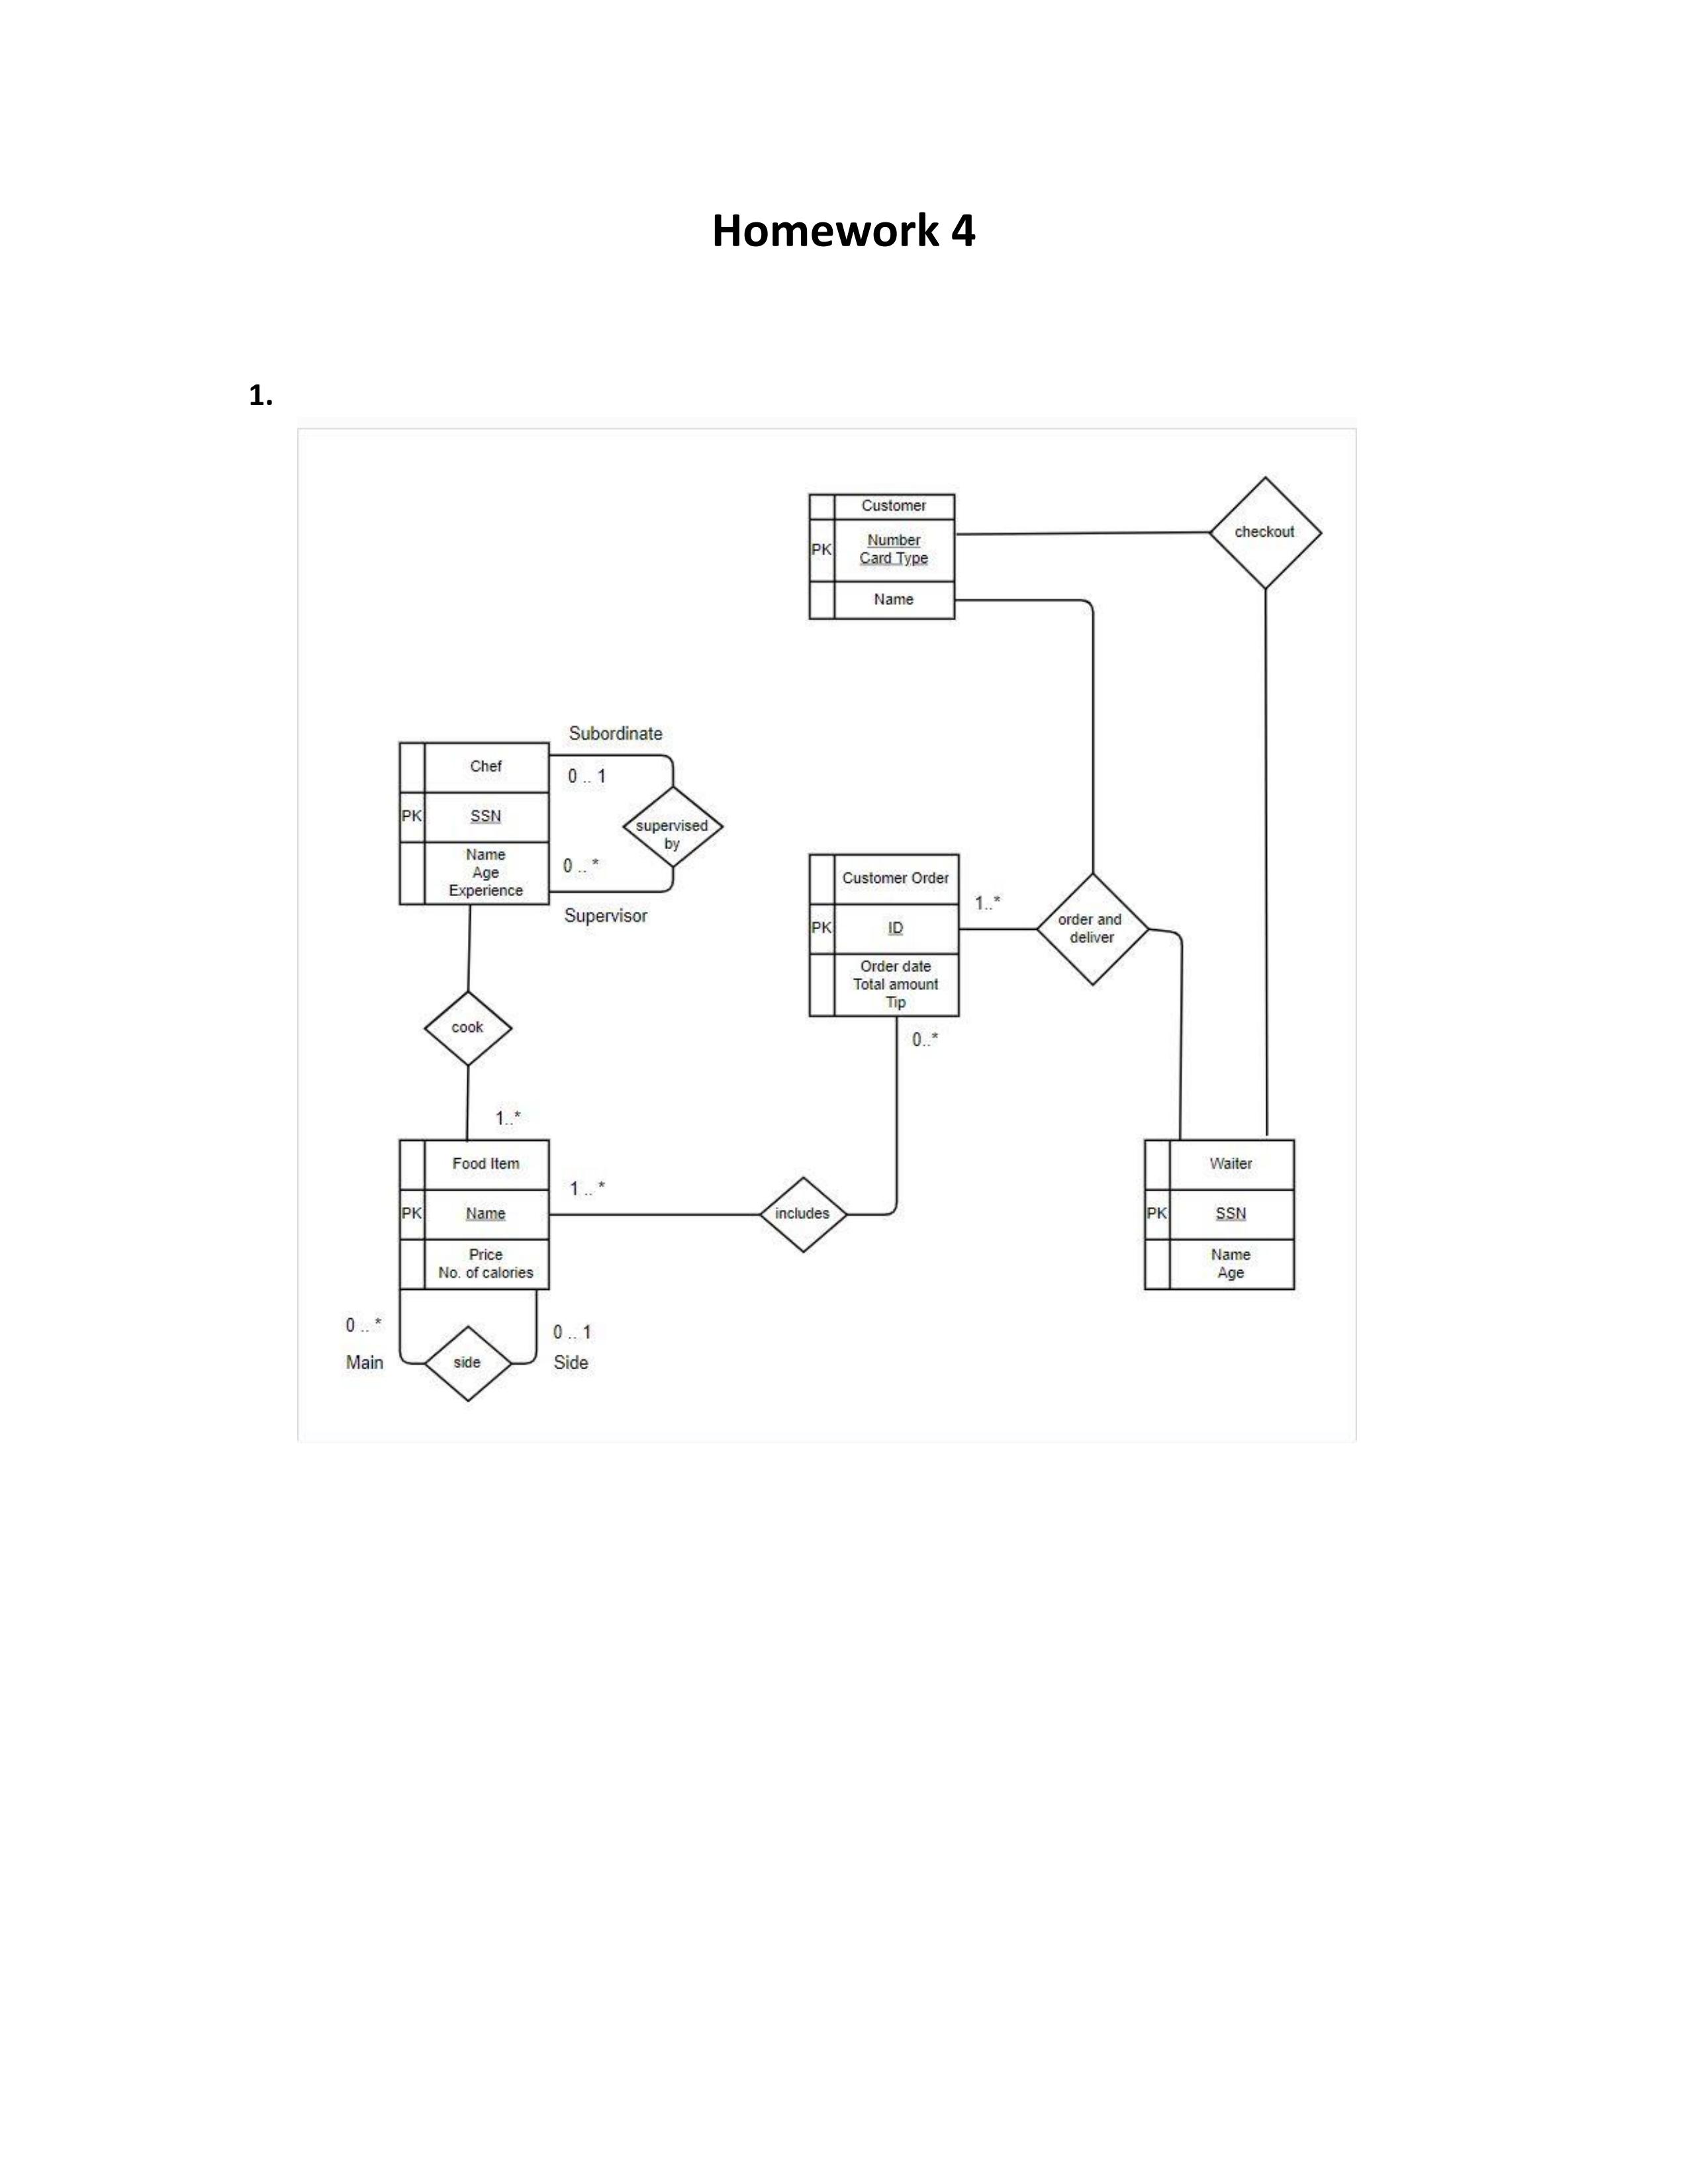 Homework 4
1.
Customer
PK
Number
Card Type
Name
checkout
Subordinate
0 .. 1
Chef
PK
SSN
Name
Age
Experience
supervised
by
0 .. *
Supervisor
Customer Order
PK
ID
Order date
Total amount
Tip
1..*
order and
deliver
0..*
cook
1..*
Food Item
PK
Name
Price
No. of calories
1 .. *
includes
Waiter
PK
SSN
Name
Age
0 .. *
Main
side
0 .. 1
Side